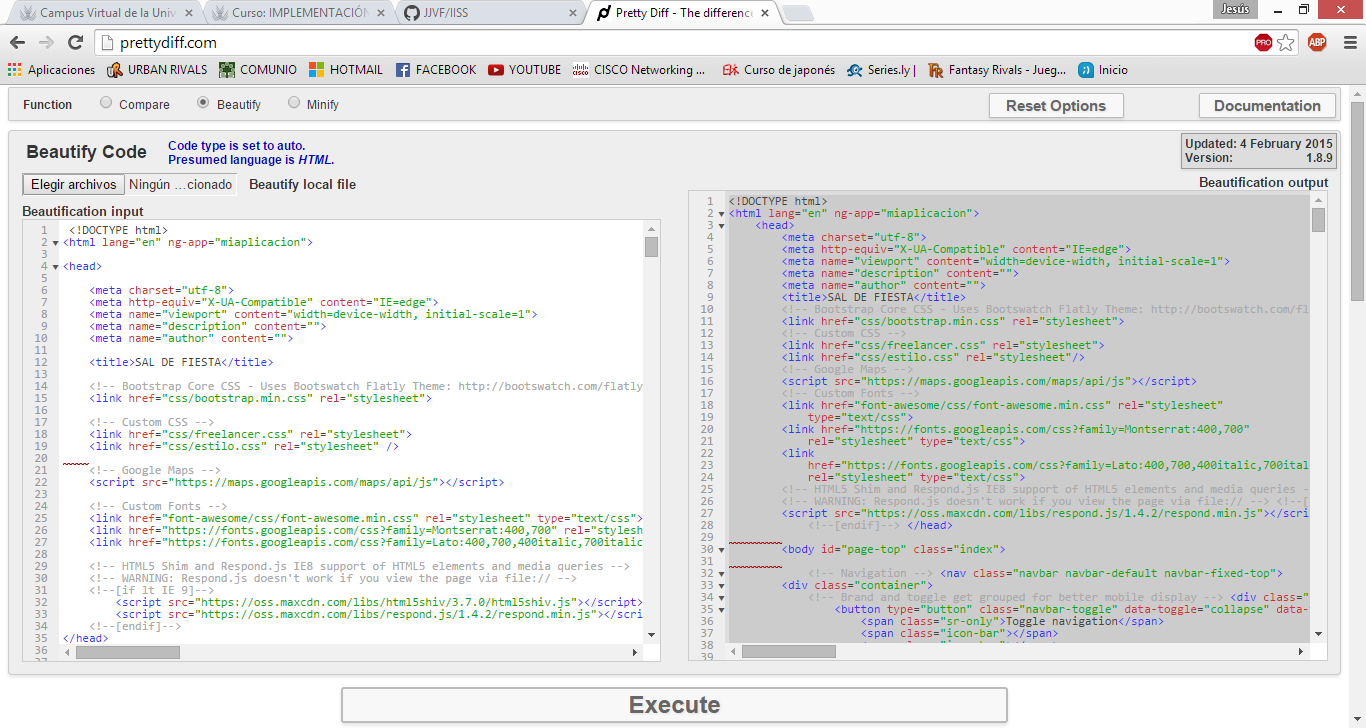 Campus Virtual de la Univ
Curso: IMPLEMENTACIÓN
JJVF/IISS
Pretty Diff - The difference
Jesús
prettydiff.com
PRO
ABP
Aplicaciones
URBAN RIVALS
COMUNIO
HOTMAIL
FACEBOOK
YOUTUBE
CISCO Networking ...
Curso de japonés
Series.ly |
Fantasy Rivals - Jueg...
Inicio
Function
Compare
Beautify
Minify
Reset Options
Documentation
Beautify Code
Code type is set to auto.
Presumed language is HTML.
Updated: 4 February 2015
Version: 1.8.9
Elegir archivos
Ningún ...cionado
Beautify local file
Beautification input
1 <!DOCTYPE html>
2 <html lang="en" ng-app="miaplicacion">
3
4 <head>
5
6 <meta charset="utf-8">
7 <meta http-equiv="X-UA-Compatible" content="IE=edge">
8 <meta name="viewport" content="width=device-width, initial-scale=1">
9 <meta name="description" content="">
10 <meta name="author" content="">
11
12 <title>SAL DE FIESTA</title>
13
14 <!-- Bootstrap Core CSS - Uses Bootswatch Flatly Theme: http://bootswatch.com/flatly
15 <link href="css/bootstrap.min.css" rel="stylesheet">
16
17 <!-- Custom CSS -->
18 <link href="css/freelancer.css" rel="stylesheet">
19 <link href="css/estilo.css" rel="stylesheet" />
20
21 <!-- Google Maps -->
22 <script src="https://maps.googleapis.com/maps/api/js"></script>
23
24 <!-- Custom Fonts -->
25 <link href="font-awesome/css/font-awesome.min.css" rel="stylesheet" type="text/css">
26 <link href="https://fonts.googleapis.com/css?family=Montserrat:400,700" rel="stylesh
27 <link href="https://fonts.googleapis.com/css?family=Lato:400,700,400italic,700italic
28
29 <!-- HTML5 Shim and Respond.js IE8 support of HTML5 elements and media queries -->
30 <!-- WARNING: Respond.js doesn't work if you view the page via file:// -->
31 <!--[if lt IE 9]-->
32 <script src="https://oss.maxcdn.com/libs/html5shiv/3.7.0/html5shiv.js"></script>
33 <script src="https://oss.maxcdn.com/libs/respond.js/1.4.2/respond.min.js"></scri
34 <!--[endif]-->
35 </head>
36
Beautification output
1 <!DOCTYPE html>
2 <html lang="en" ng-app="miaplicacion">
3 <head>
4 <meta charset="utf-8">
5 <meta http-equiv="X-UA-Compatible" content="IE=edge">
6 <meta name="viewport" content="width=device-width, initial-scale=1">
7 <meta name="description" content="">
8 <meta name="author" content="">
9 <title>SAL DE FIESTA</title>
10 <!-- Bootstrap Core CSS - Uses Bootswatch Flatly Theme: http://bootswatch.com/fl
11 <link href="css/bootstrap.min.css" rel="stylesheet">
12 <!-- Custom CSS -->
13 <link href="css/freelancer.css" rel="stylesheet">
14 <link href="css/estilo.css" rel="stylesheet"/>
15 <!-- Google Maps -->
16 <script src="https://maps.googleapis.com/maps/api/js"></script>
17 <!-- Custom Fonts -->
18 <link href="font-awesome/css/font-awesome.min.css" rel="stylesheet"
19 type="text/css">
20 <link href="https://fonts.googleapis.com/css?family=Montserrat:400,700"
21 rel="stylesheet" type="text/css">
22 <link
23 href="https://fonts.googleapis.com/css?family=Lato:400,700,400italic,700ital
24 rel="stylesheet" type="text/css">
25 <!-- HTML5 Shim and Respond.js IE8 support of HTML5 elements and media queries -
26 <!-- WARNING: Respond.js doesn't work if you view the page via file:// --> <!--[
27 <script src="https://oss.maxcdn.com/libs/respond.js/1.4.2/respond.min.js"></scri
28 <!--[endif]--> </head>
29
30 <body id="page-top" class="index">
31
32 <!-- Navigation --> <nav class="navbar navbar-default navbar-fixed-top">
33 <div class="container">
34 <!-- Brand and toggle get grouped for better mobile display --> <div class="
35 <button type="button" class="navbar-toggle" data-toggle="collapse" data-
36 <span class="sr-only">Toggle navigation</span>
37 <span class="icon-bar"></span>
38
39
Execute